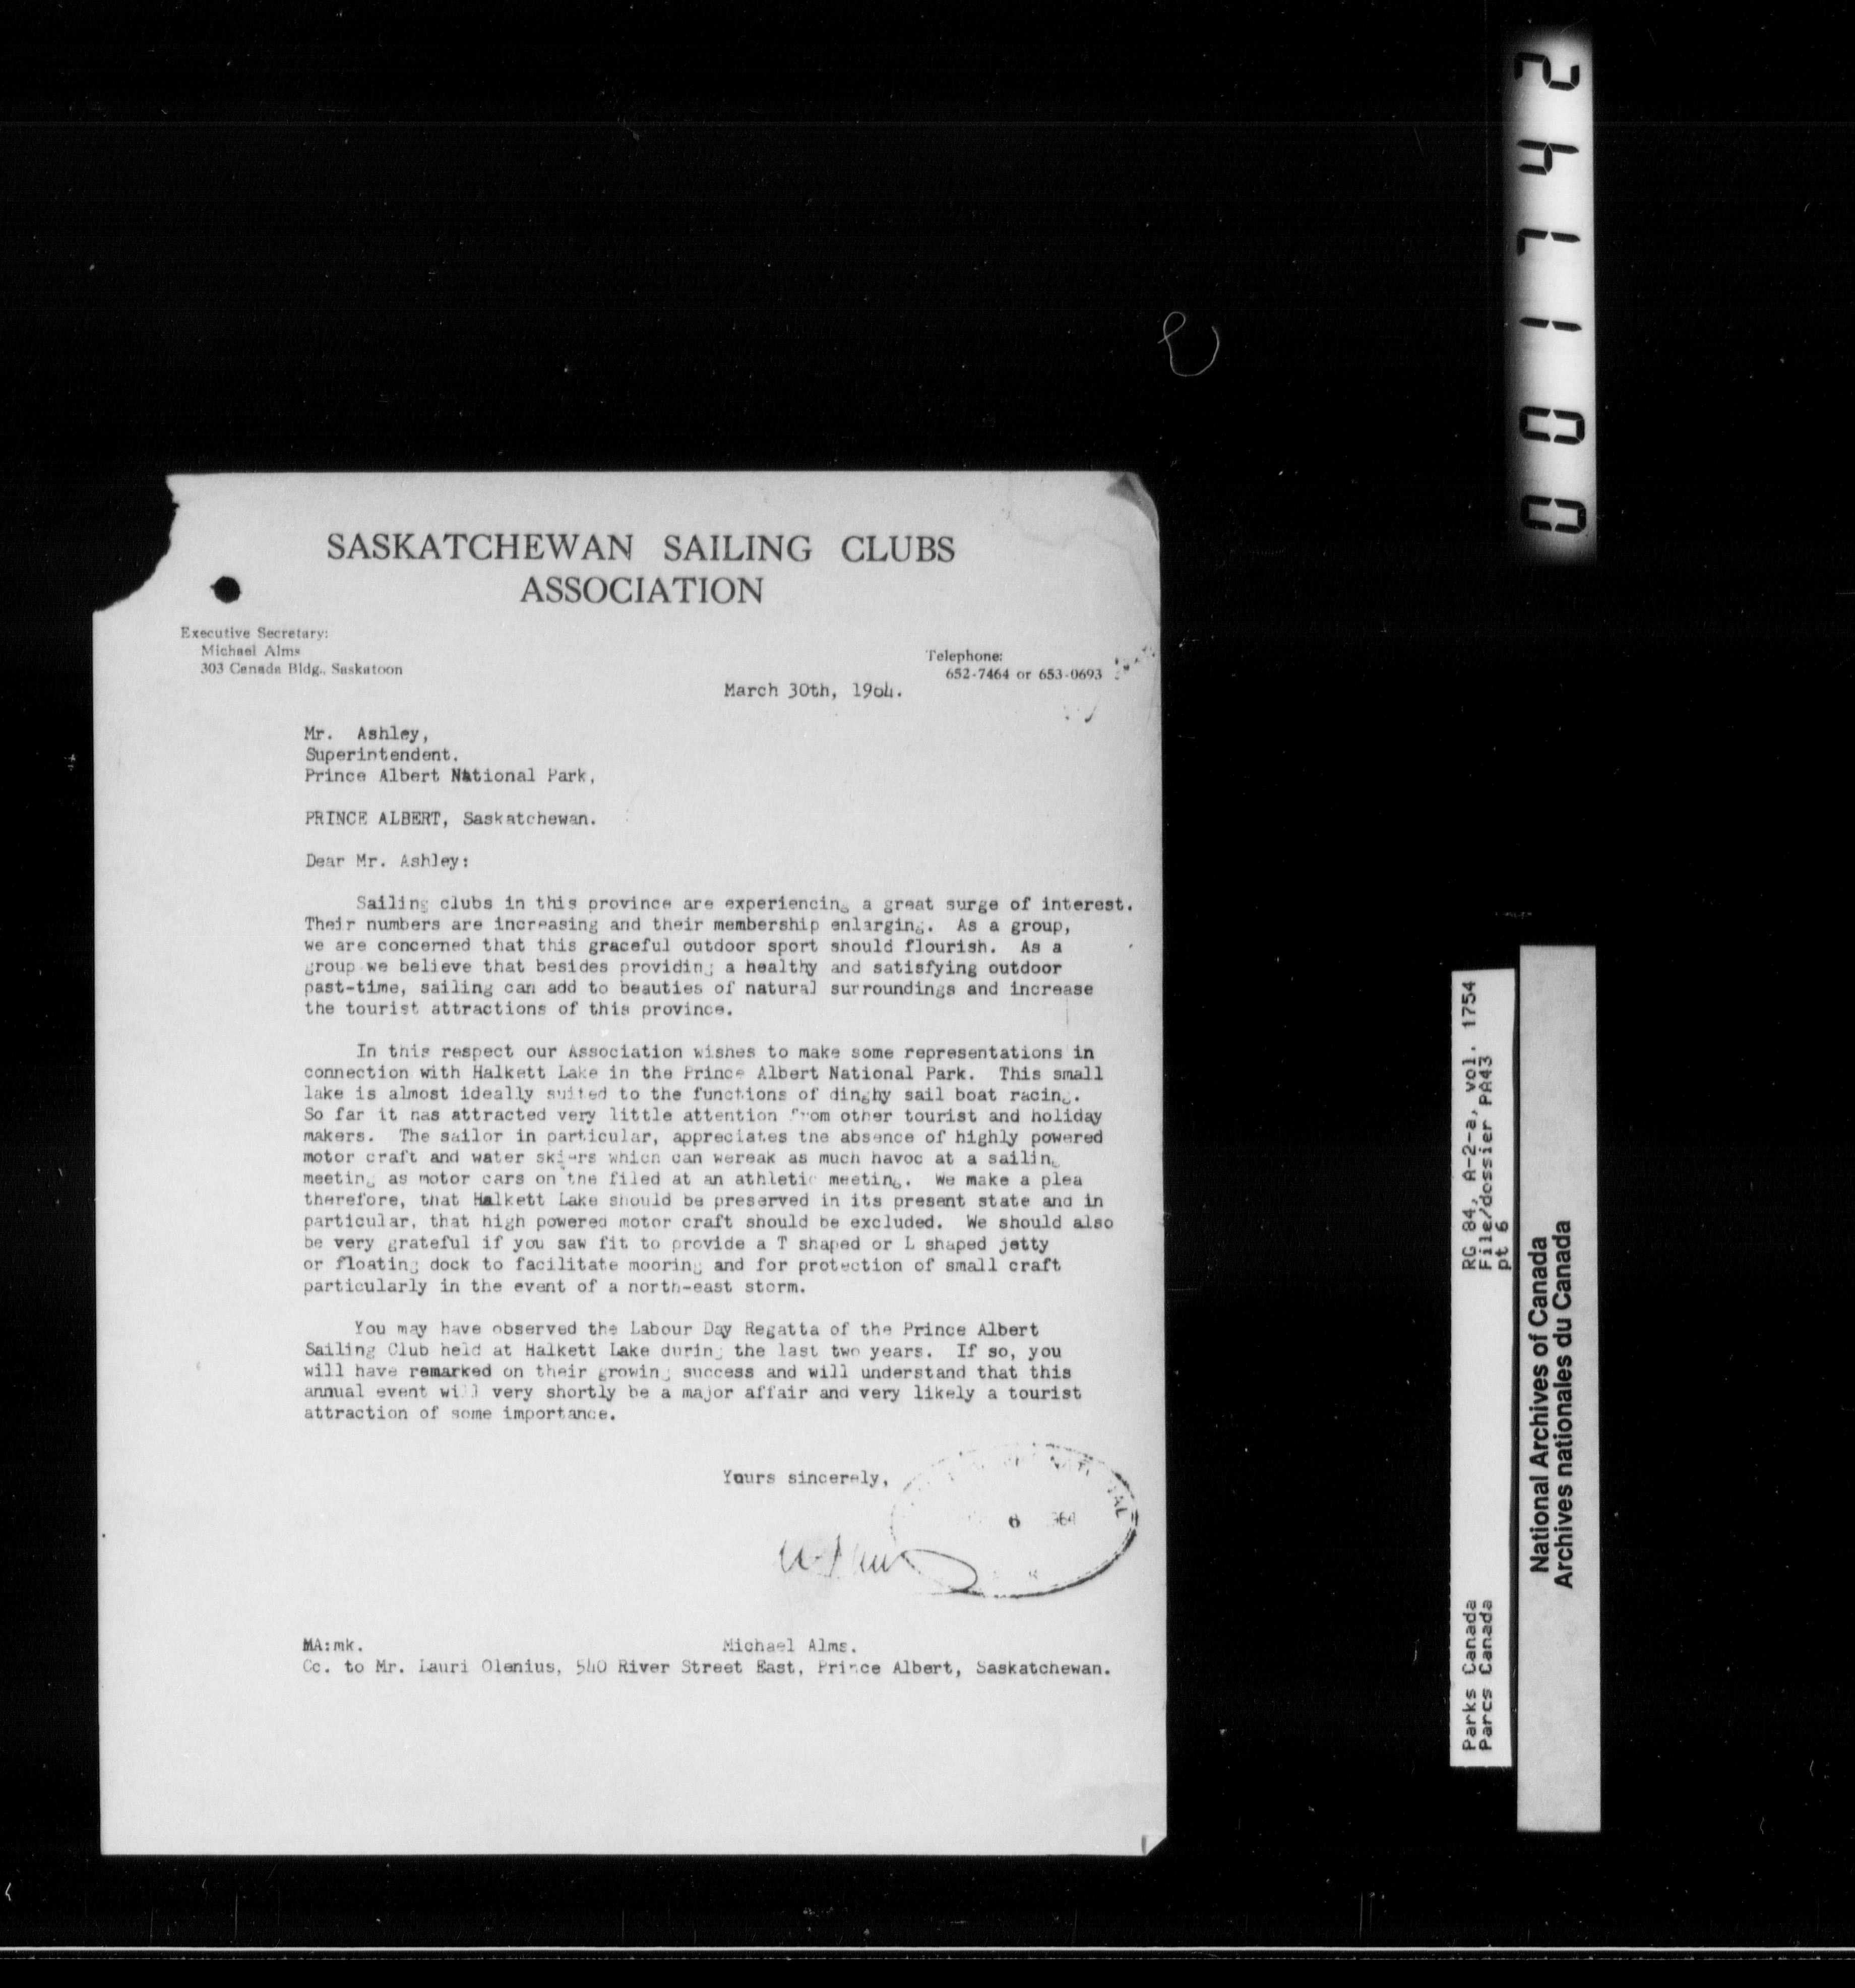 SASKATCHEWAN SAILING CLUBS
ASSOCIATION
Executive Secretary:
Michael Alms
303 Canada Bldg., Saskatoon
Telephone:
652-7464 or 653-0693
March 30th, 1964.
Mr. Ashley,
Superintendent.
Prince Albert National Park,
PRINCE ALBERT, Saskatchewan.
Dear Mr. Ashley:
Sailing clubs in this province are experiencing a great surge of interest.
Their numbers are increasing and their membership enlarging. As a group,
we are concerned that this graceful outdoor sport should flourish. As a
group we believe that besides providing a healthy and satisfying outdoor
past-time, sailing can add to beauties of natural surroundings and increase
the tourist attractions of this province.
In this respect our Association wishes to make some representations in
connection with Halkett Lake in the Prince Albert National Park. This small
lake is almost ideally suited to the functions of dinghy sail boat racing.
So far it has attracted very little attention from other tourist and holiday
makers. The sailor in particular, appreciates the absence of highly powered
motor craft and water skiers which can wereak as much havoc at a sailing
meeting as motor cars on the filed at an athletic meeting. We make a plea
therefore, that Halkett Lake should be preserved in its present state and in
particular, that high powered motor craft should be excluded. We should also
be very grateful if you saw fit to provide a T shaped or L shaped jetty
or floating dock to facilitate mooring and for protection of small craft
particularly in the event of a north-east storm.
You may have observed the Labour Day Regatta of the Prince Albert
Sailing Club held at Halkett Lake during the last two years. If so, you
will have remarked on their growing success and will understand that this
annual event will very shortly be a major affair and very likely a tourist
attraction of some importance.
Yours sincerely,
6
Michael Alms.
MA:mk.
Cc. to Mr. Lauri Olenius, 540 River Street East, Prince Albert, Saskatchewan.
004742
RG 84, A-2-a, vol. 1754
File/dossier PA43
pt 6
Parks Canada
Parcs Canada
National Archives of Canada
Archives nationales du Canada